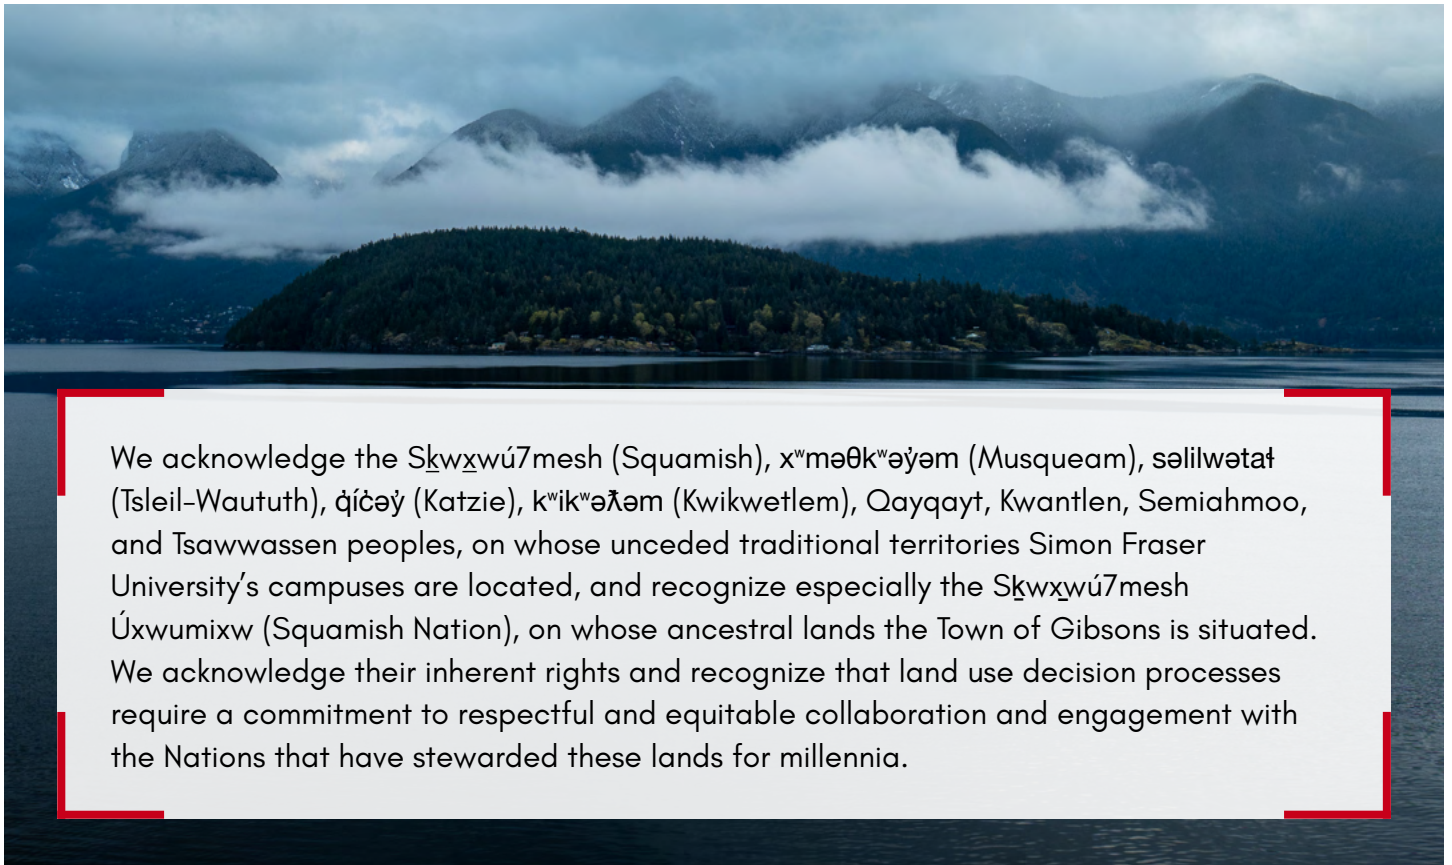 We acknowledge the Sḵwx̱wú7mesh (Squamish), xʷməθkʷəy̓əm (Musqueam), səlilwətaɬ
(Tsleil-Waututh), q̓íc̓əy̓ (Katzie), kʷikʷəƛ̓əm (Kwikwetlem), Qayqayt, Kwantlen, Semiahmoo,
and Tsawwassen peoples, on whose unceded traditional territories Simon Fraser
University’s campuses are located, and recognize especially the Sḵwx̱wú7mesh
Úxwumixw (Squamish Nation), on whose ancestral lands the Town of Gibsons is situated.
We acknowledge their inherent rights and recognize that land use decision processes
require a commitment to respectful and equitable collaboration and engagement with
the Nations that have stewarded these lands for millennia.